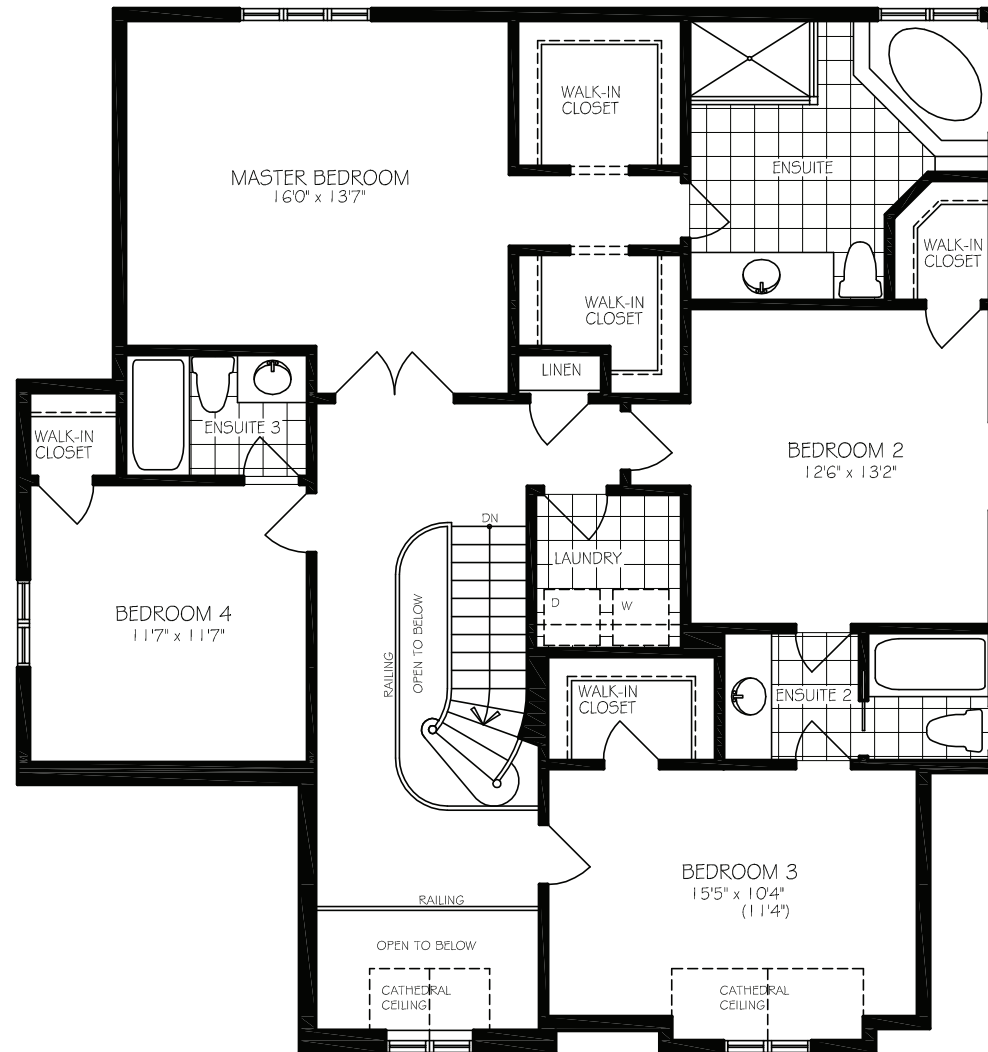 WALK-IN
CLOSET
MASTER BEDROOM
16'0" x 13'7"
ENSUITE
WALK-IN
CLOSET
WALK-IN
CLOSET
LINEN
ENSUITE 3
WALK-IN
CLOSET
BEDROOM 2
12'6" x 13'2"
DN
LAUNDRY
D
W
BEDROOM 4
11'7" x 11'7"
OPEN TO BELOW
RAILING
WALK-IN
CLOSET
ENSUITE 2
BEDROOM 3
15'5" x 10'4"
(11'4")
RAILING
OPEN TO BELOW
CATHEDRAL
CEILING
CATHEDRAL
CEILING